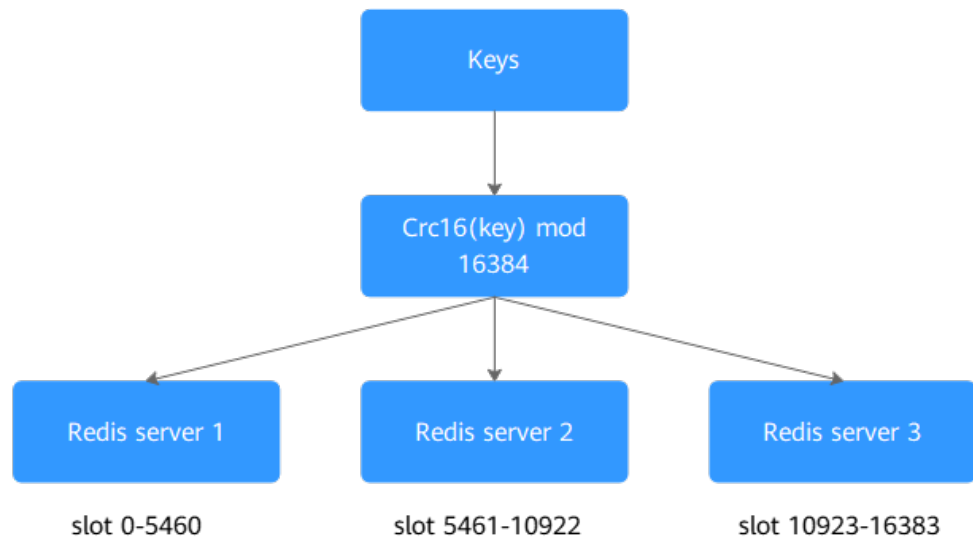 Keys
Crc16(key) mod
16384
Redis server 1
Redis server 2
Redis server 3
slot 0-5460
slot 5461-10922
slot 10923-16383